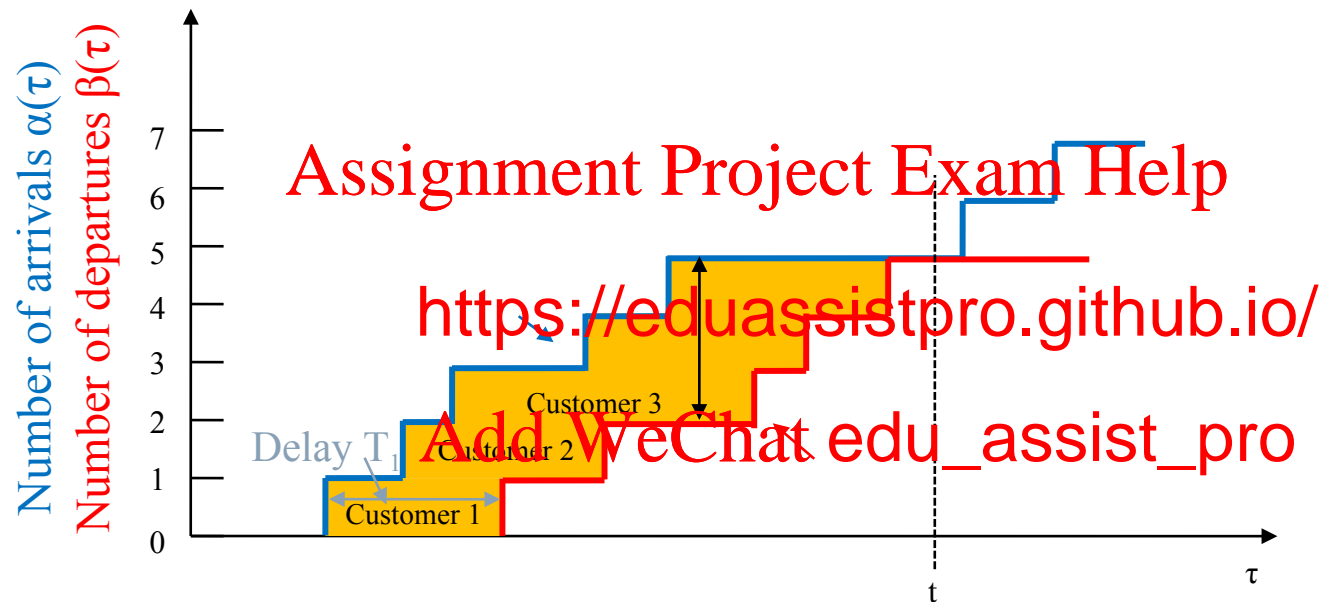 Number of arrivals α(τ)
Number of departures β(τ)
7
6
5
4
3
2
1
0
Assignment Project Exam Help
https://eduassistpro.github.io/
Customer 3
Add WeChat edu_assist_pro
Delay T1
Customer 2
Customer 1
τ
t